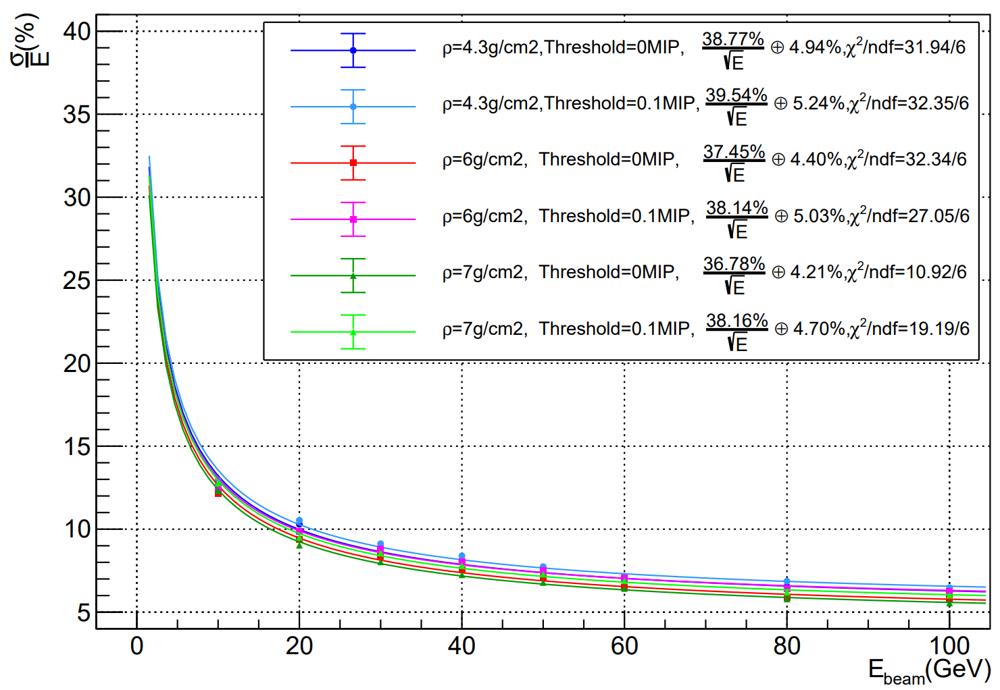 σ/E(%)
40
35
30
25
20
15
10
5
ρ=4.3g/cm2,Threshold=0MIP, 38.77%/√E ⊕ 4.94%,χ²/ndf=31.94/6
ρ=4.3g/cm2,Threshold=0.1MIP, 39.54%/√E ⊕ 5.24%,χ²/ndf=32.35/6
ρ=6g/cm2, Threshold=0MIP, 37.45%/√E ⊕ 4.40%,χ²/ndf=32.34/6
ρ=6g/cm2, Threshold=0.1MIP, 38.14%/√E ⊕ 5.03%,χ²/ndf=27.05/6
ρ=7g/cm2, Threshold=0MIP, 36.78%/√E ⊕ 4.21%,χ²/ndf=10.92/6
ρ=7g/cm2, Threshold=0.1MIP, 38.16%/√E ⊕ 4.70%,χ²/ndf=19.19/6
0 20 40 60 80 100
E_beam(GeV)